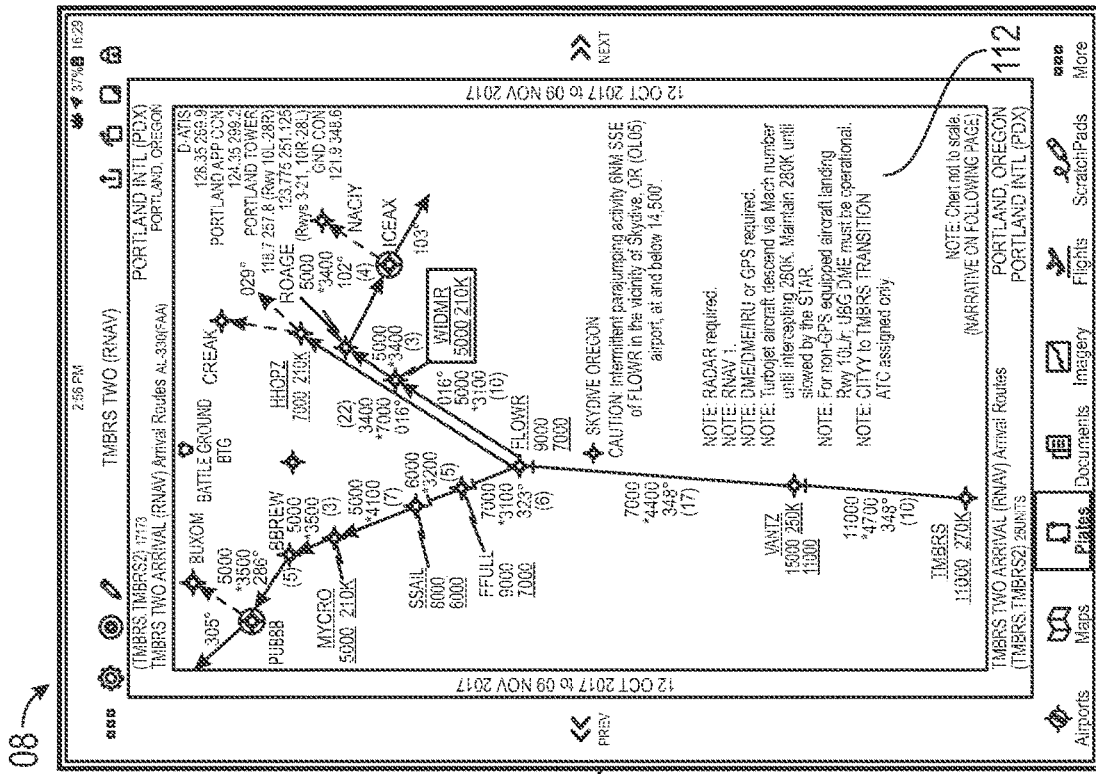 08
2:56 PM
37% 16:29
TMBRS TWO (RNAV)
(TMBRS.TMBRS2) 17173
TMBRS TWO ARRIVAL (RNAV) Arrival Routes AL-330(FAA)
PORTLAND INTL (PDX)
PORTLAND, OREGON
12 OCT 2017 to 09 NOV 2017
12 OCT 2017 to 09 NOV 2017
PREV
NEXT
D-ATIS
128.35 269.9
PORTLAND APP CON
124.35 299.2
PORTLAND TOWER
118.7 257.8 (Rwy 10L-28R)
123.775 251.125
(Rwys 3-21, 10R-28L)
GND CON
121.9 348.6
305°
BUXOM
5000
*3500
286°
(5)
PUBBB
BATTLE GROUND
BTG
CREAK
029°
BBREW
5000
*3500
(3)
MYCRO
5000 210K
5000
*4100
(7)
HHOPZ
7000 210K
ROAGE
5000
*3400
102°
(4)
NACIY
ICEAX
103°
(22)
3400
*7000
016°
5000
*3400
(3)
WIDMR
5000 210K
016°
5000
*3100
(10)
SSAIL
8000
6000
6000
*3200
(5)
FFULL
9000
7000
7000
*3100
323°
(6)
FLOWR
9000
7000
SKYDIVE OREGON
CAUTION: Intermittent parajumping activity 6NM SSE
of FLOWR in the vicinity of Skydive, OR (OL05)
airport, at and below 14,500'.
7000
*4400
348°
(17)
NOTE: RADAR required.
NOTE: RNAV 1.
NOTE: DME/DME/IRU or GPS required.
NOTE: Turbojet aircraft descend via Mach number
until intercepting 280K. Maintain 280K until
slowed by the STAR.
NOTE: For non-GPS equipped aircraft landing
Rwy 10L/r, UBG DME must be operational.
NOTE: CITYY to TMBRS TRANSITION
ATC assigned only.
VANTZ
15000 280K
11000
11000
*4700
348°
(10)
TMBRS
11000 270K
NOTE: Chart not to scale.
(NARRATIVE ON FOLLOWING PAGE)
112
TMBRS TWO ARRIVAL (RNAV) Arrival Routes
(TMBRS.TMBRS2)
PORTLAND, OREGON
PORTLAND INTL (PDX)
Airports
Maps
Plates
Documents
Imagery
Flights
ScratchPads
More